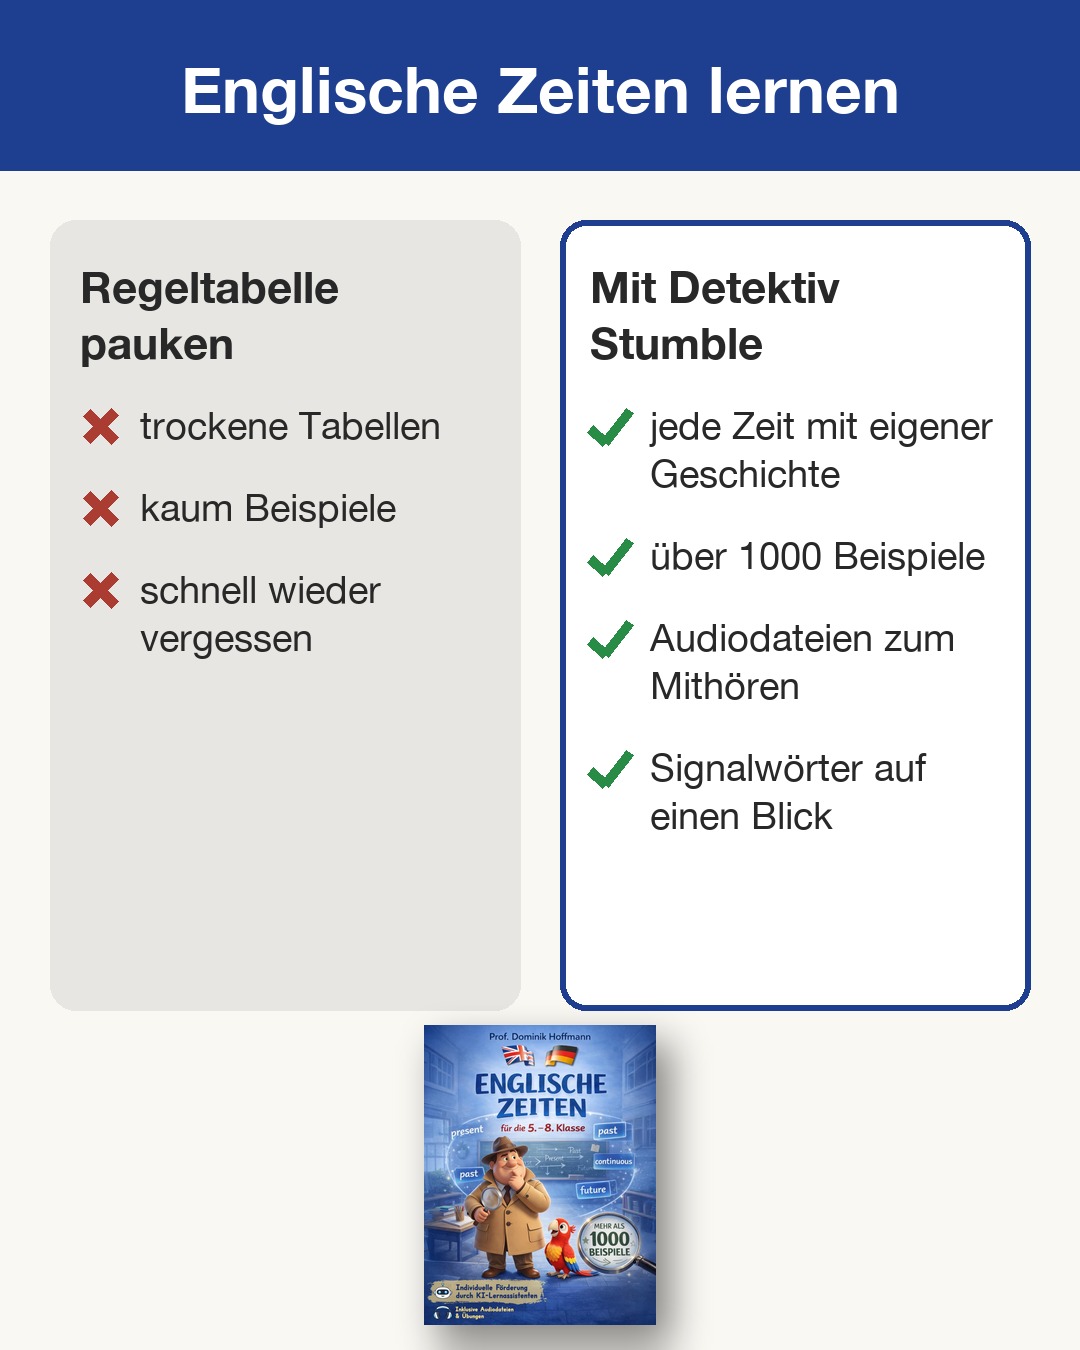 Englische Zeiten lernen
Regeltabelle
pauken
trockene Tabellen
kaum Beispiele
schnell wieder
vergessen
Mit Detektiv
Stumble
jede Zeit mit eigener
Geschichte
über 1000 Beispiele
Audiodateien zum
Mithören
Signalwörter auf
einen Blick
Prof. Dominik Hoffmann
ENGLISCHE
ZEITEN
für die 5.–8. Klasse
present
past
Past
Present
continuous
past
future
MEHR ALS
1000
BEISPIELE
Individuelle Förderung
durch KI-Lernassistenten
Inklusive Audiodateien
& Übungen